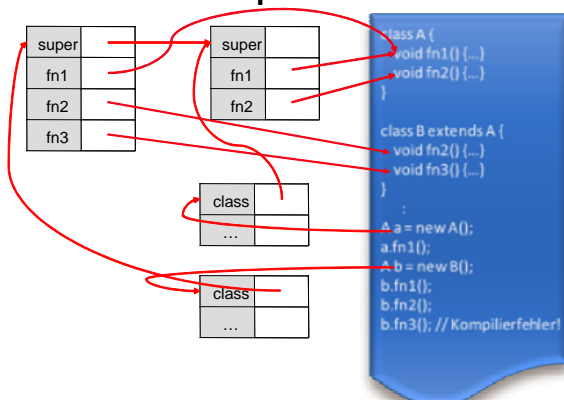 super
fn1
fn2
fn3
super
fn1
fn2
class
...
class
...
class A {
void fn1() {...}
void fn2() {...}
}
class B extends A {
void fn2() {...}
void fn3() {...}
}
:
A a = new A();
a.fn1();
A b = new B();
b.fn1();
b.fn2();
b.fn3(); // Kompilierfehler!